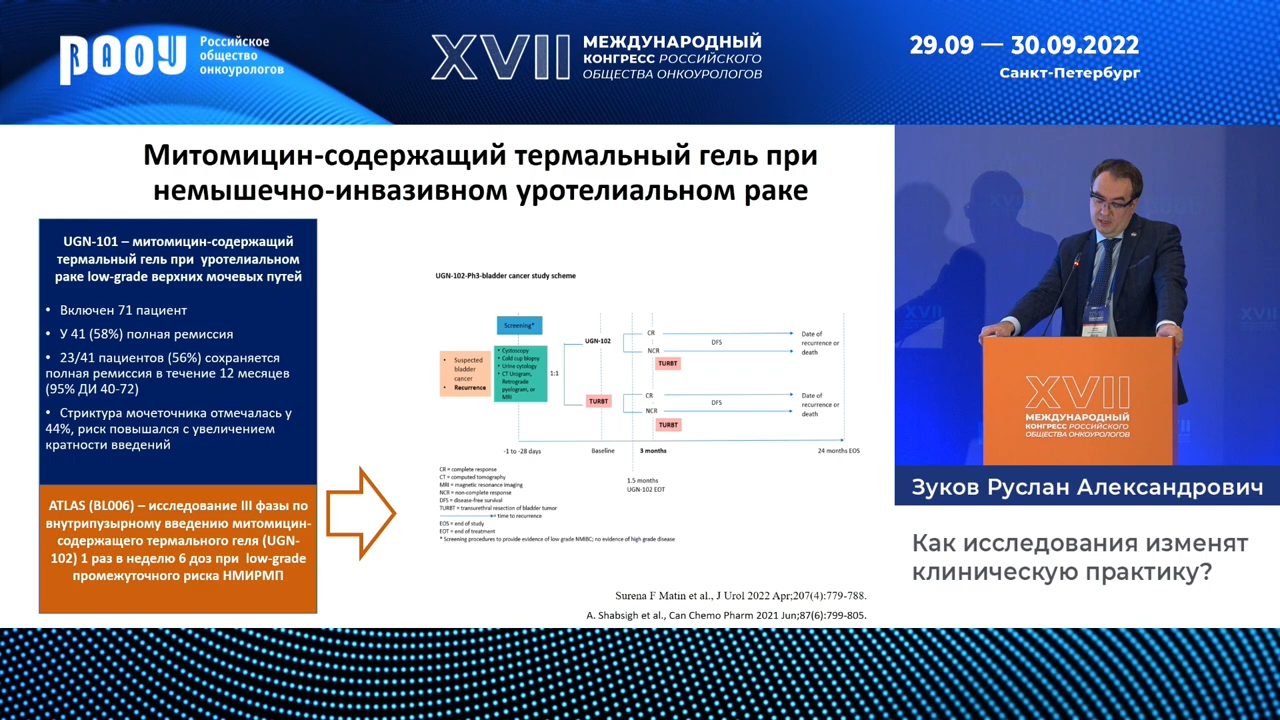 РАОУ
Российское
общество
онкоурологов
XVII
МЕЖДУНАРОДНЫЙ
КОНГРЕСС РОССИЙСКОГО
ОБЩЕСТВА ОНКОУРОЛОГОВ
29.09 — 30.09.2022
Санкт-Петербург
Митомицин-содержащий термальный гель при
немышечно-инвазивном уротелиальном раке
UGN-101 – митомицин-содержащий
термальный гель при уротелиальном
раке low-grade верхних мочевых путей
• Включен 71 пациент
• У 41 (58%) полная ремиссия
• 23/41 пациентов (56%) сохраняется
полная ремиссия в течение 12 месяцев
(95% ДИ 40-72)
• Стриктура мочеточника отмечалась у
44%, риск повышался с увеличением
кратности введений
ATLAS (BL006) – исследование III фазы по
внутрипузырному введению митомицин-
содержащего термального геля (UGN-
102) 1 раз в неделю 6 доз при low-grade
промежуточного риска НМИРМП
UGN-102-Ph3-bladder cancer study scheme
Screening*
• Suspected
bladder
cancer
• Recurrence
• Cystoscopy
• Cold cup biopsy
• Urine cytology
• CT Urogram,
Retrograde
pyelogram, or
MRI
1:1
UGN-102
CR
DFS
NCR
TURBT
Date of
recurrence or
death
TURBT
CR
DFS
NCR
TURBT
Date of
recurrence or
death
-1 to -28 days
Baseline
3 months
24 months EOS
1.5 months
UGN-102 EOT
CR = complete response
CT = computed tomography
MRI = magnetic resonance imaging
NCR = non-complete response
DFS = disease-free survival
TURBT = transurethral resection of bladder tumor
= time to recurrence
EOS = end of study
EOT = end of treatment
* Screening procedures to provide evidence of low grade NMIBC; no evidence of high grade disease
Surena F Matin et al., J Urol 2022 Apr;207(4):779-788.
A. Shabsigh et al., Can Chemo Pharm 2021 Jun;87(6):799-805.
XVII
МЕЖДУНАРОДНЫЙ
КОНГРЕСС РОССИЙСКОГО
ОБЩЕСТВА ОНКОУРОЛОГОВ
Зуков Руслан Александрович
Как исследования изменят
клиническую практику?